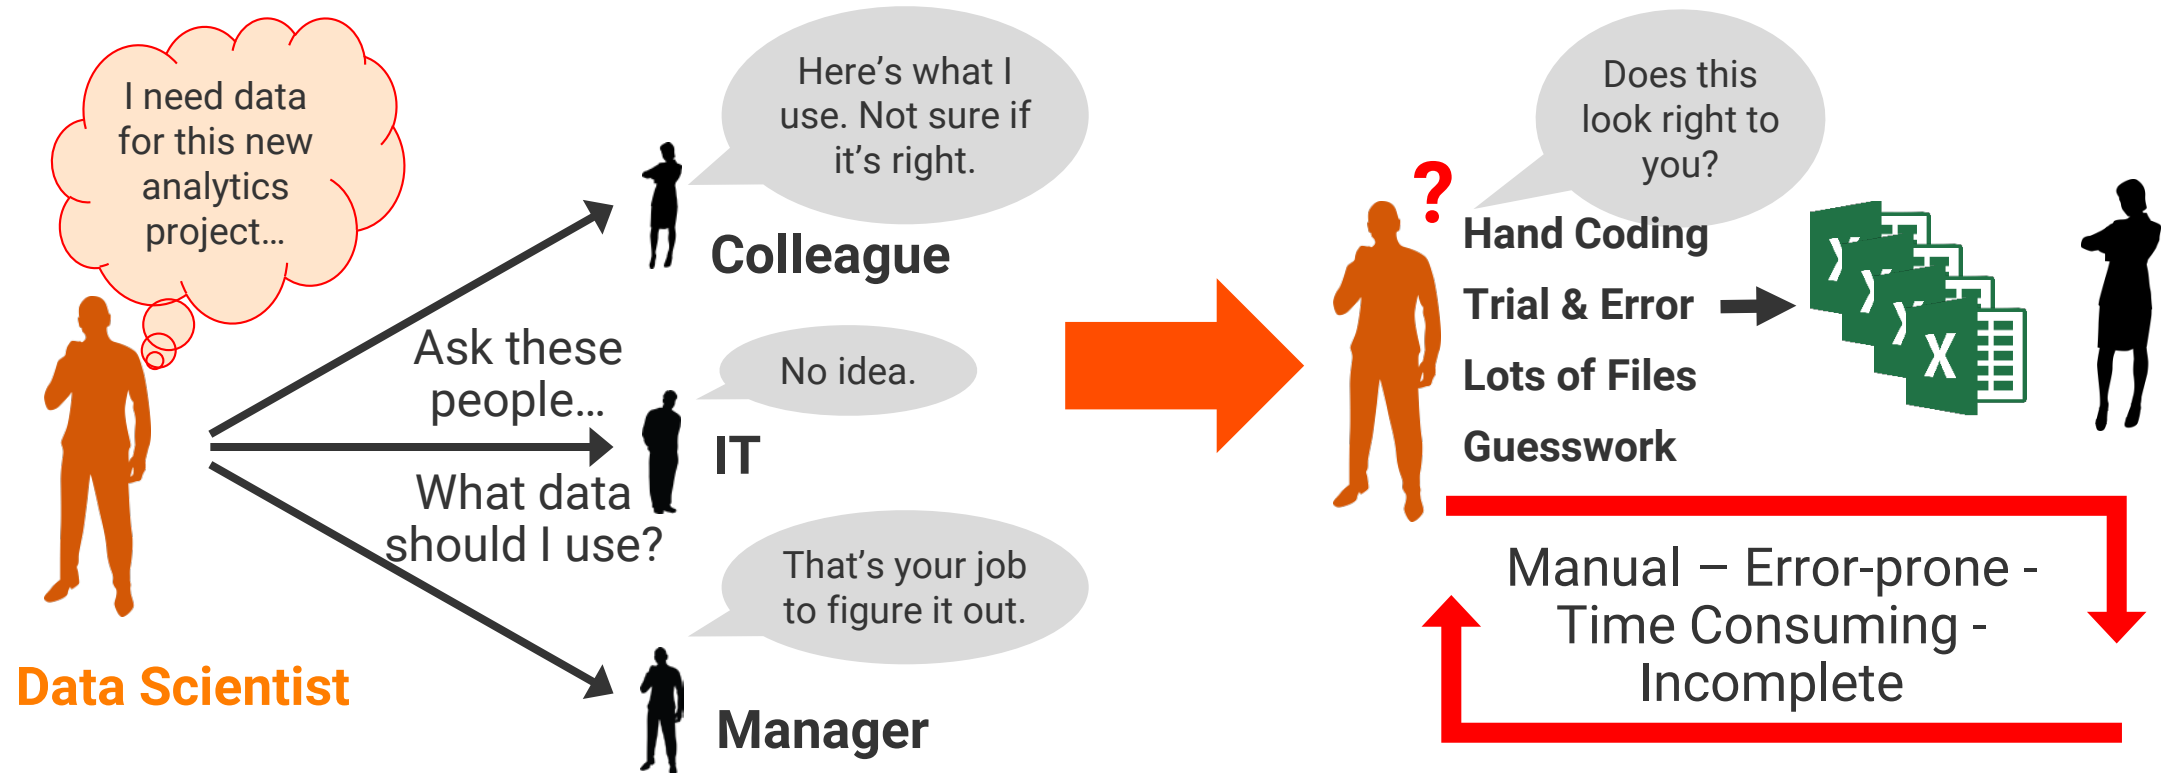 I need data
for this new
analytics
project…
Data Scientist
Ask these
people…
What data
should I use?
Here’s what I
use. Not sure if
it’s right.
Colleague
No idea.
IT
That’s your job
to figure it out.
Manager
Does this
look right to
you?
?
Hand Coding
Trial & Error
Lots of Files
Guesswork
X
X
X
X
Manual – Error-prone -
Time Consuming -
Incomplete